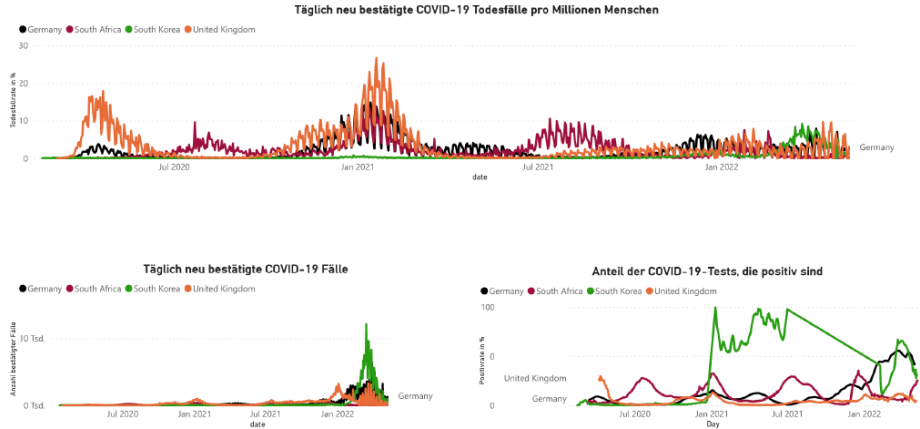 Täglich neu bestätigte COVID-19 Todesfälle pro Millionen Menschen
Germany South Africa South Korea United Kingdom
30
20
10
0
Todesfallrate in %
Jul 2020 Jan 2021 Jul 2021 Jan 2022
date
Germany
Täglich neu bestätigte COVID-19 Fälle
Germany South Africa South Korea United Kingdom
10 Tsd.
0 Tsd.
Anzahl bestätigter Fälle
Jul 2020 Jan 2021 Jul 2021 Jan 2022
date
Germany
Anteil der COVID-19-Tests, die positiv sind
Germany South Africa South Korea United Kingdom
100
0
0
Positivrate in %
United Kingdom
Germany
Jul 2020 Jan 2021 Jul 2021 Jan 2022
Day